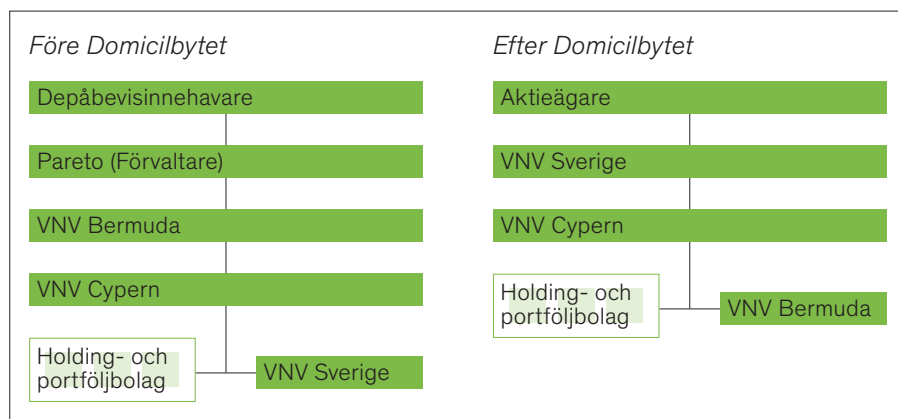 Före Domicilbytet
Depåbevisinnehavare
Pareto (Förvaltare)
VNV Bermuda
VNV Cypern
Holding- och
portföljbolag
VNV Sverige
Efter Domicilbytet
Aktieägare
VNV Sverige
VNV Cypern
Holding- och
portföljbolag
VNV Bermuda